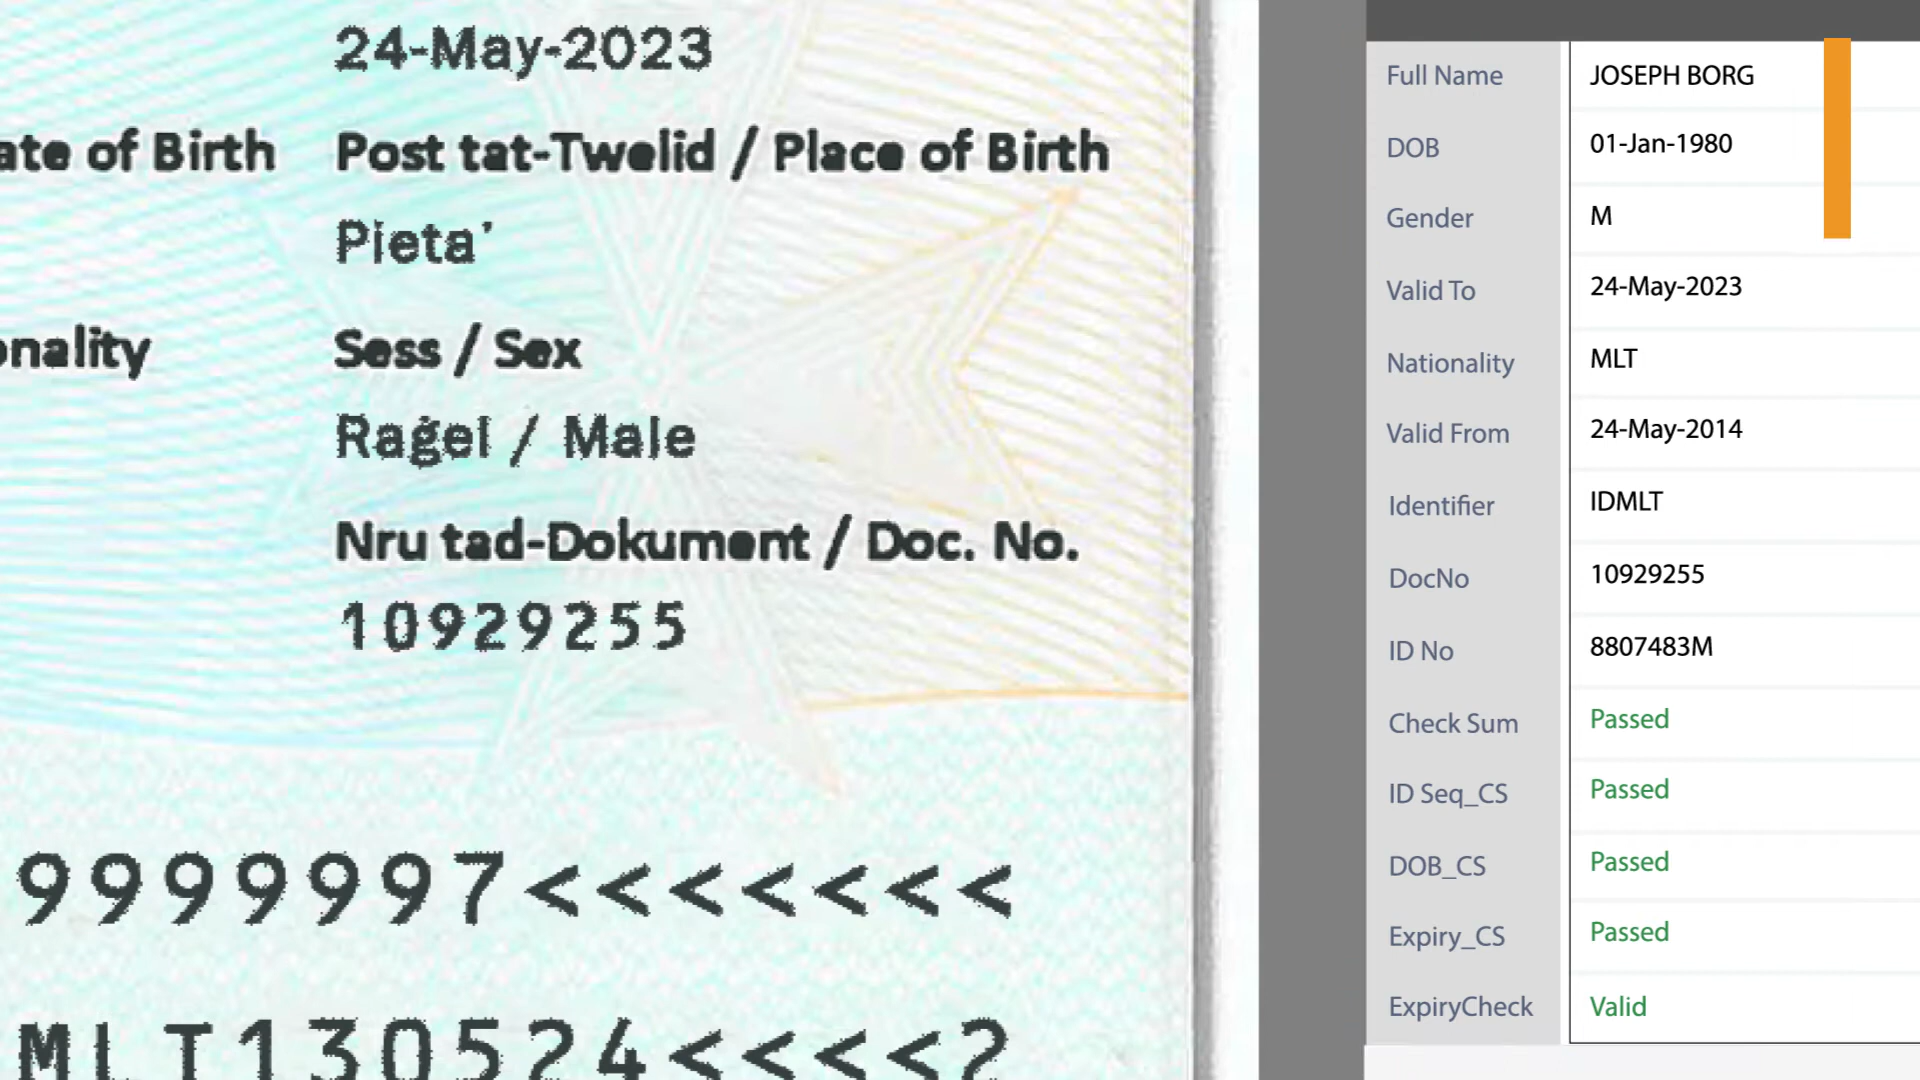 24-May-2023
ate of Birth Post tat-Twelid / Place of Birth
Pieta'
onality Sess / Sex
Raġel / Male
Nru tad-Dokument / Doc. No.
10929255
9999997<<<<<<<
MLT130524<<<<2
Full Name JOSEPH BORG
DOB 01-Jan-1980
Gender M
Valid To 24-May-2023
Nationality MLT
Valid From 24-May-2014
Identifier IDMLT
DocNo 10929255
ID No 8807483M
Check Sum Passed
ID Seq_CS Passed
DOB_CS Passed
Expiry_CS Passed
ExpiryCheck Valid